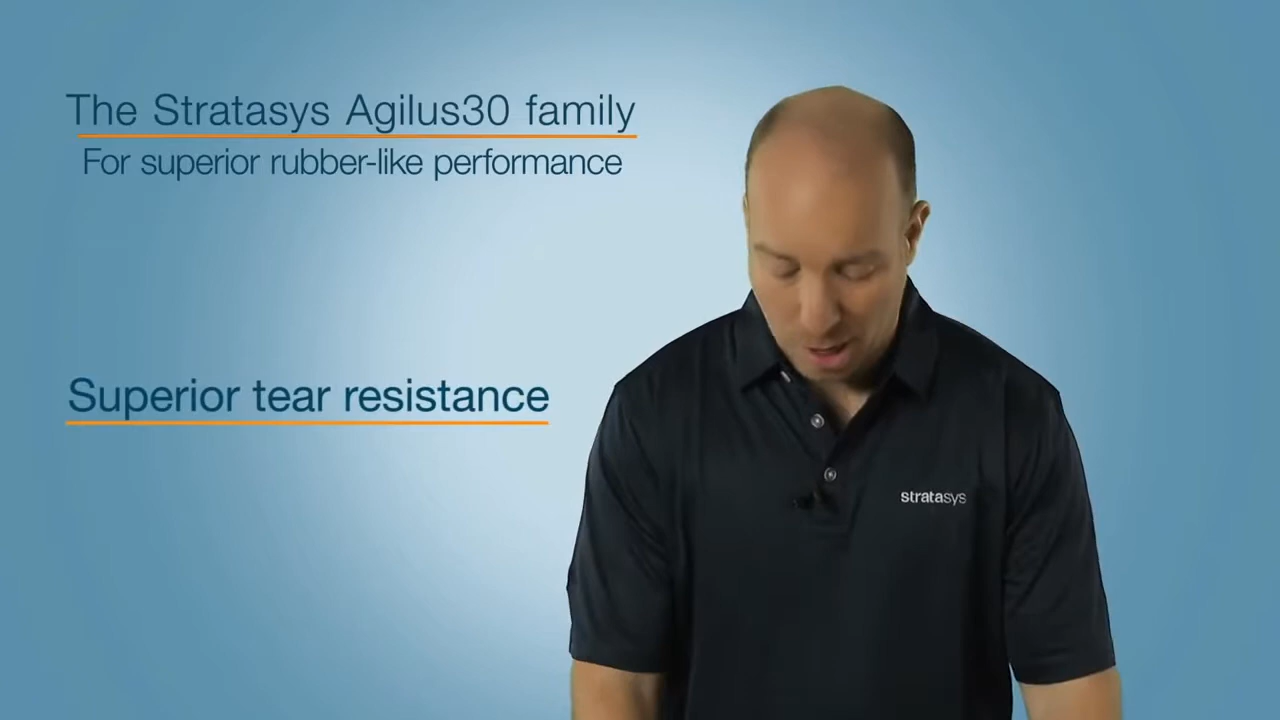 The Stratasys Agilus30 family
For superior rubber-like performance
Superior tear resistance
stratasys